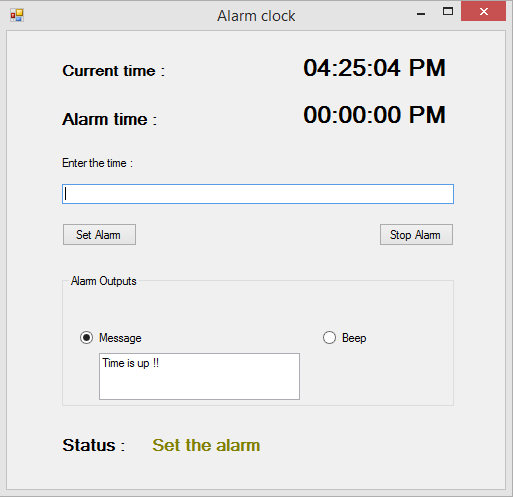 Alarm clock
Current time : 04:25:04 PM
Alarm time : 00:00:00 PM
Enter the time :
Set Alarm Stop Alarm
Alarm Outputs
Message Beep
Time is up !!
Status : Set the alarm